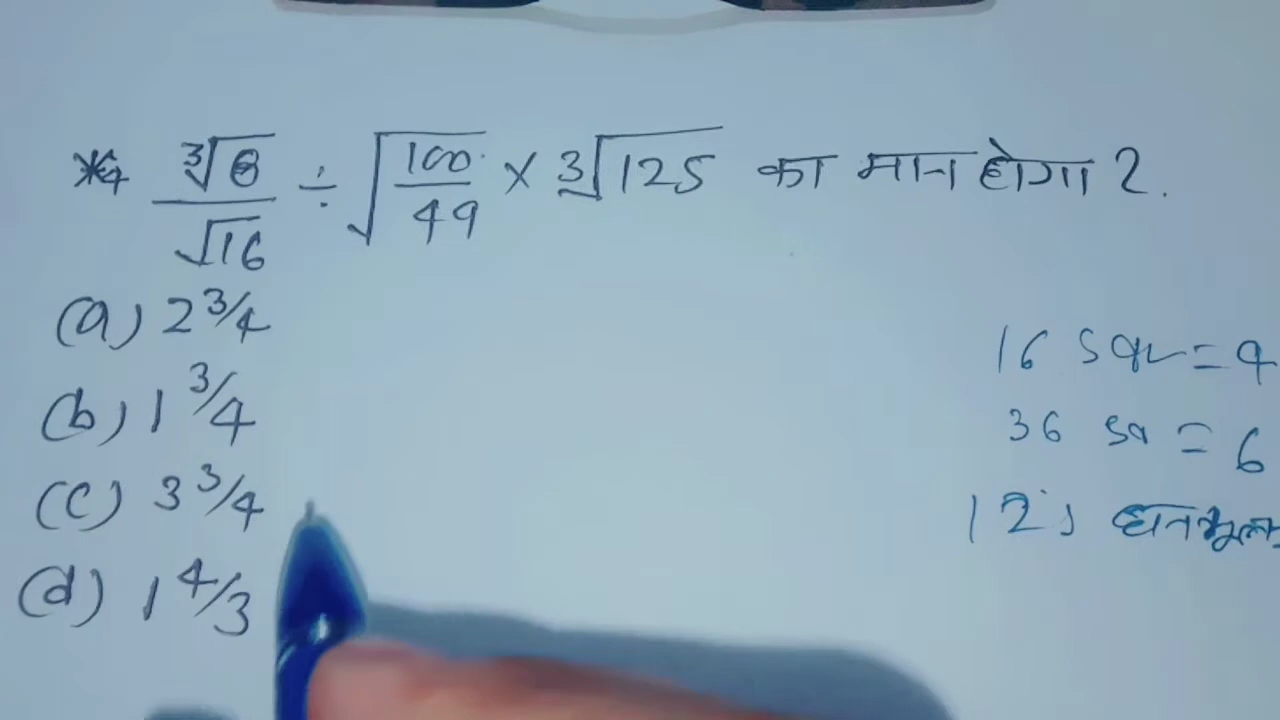 * ∛8/√16 ÷ √(100/49) × ∛125 का मान होगा ?
(a) 2 3/4
(b) 1 3/4
(c) 3 3/4
(d) 1 4/3
16 Sqr = 4
36 Sq = 6
125 घनमूल